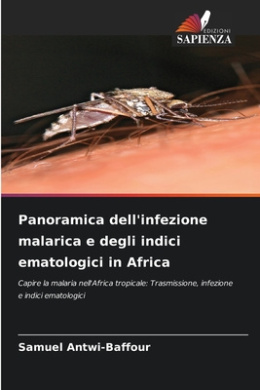 EDIZIONI
SAPIENZA
Panoramica dell'infezione
malarica e degli indici
ematologici in Africa
Capire la malaria nell'Africa tropicale: Trasmissione, infezione
e indici ematologici
Samuel Antwi-Baffour